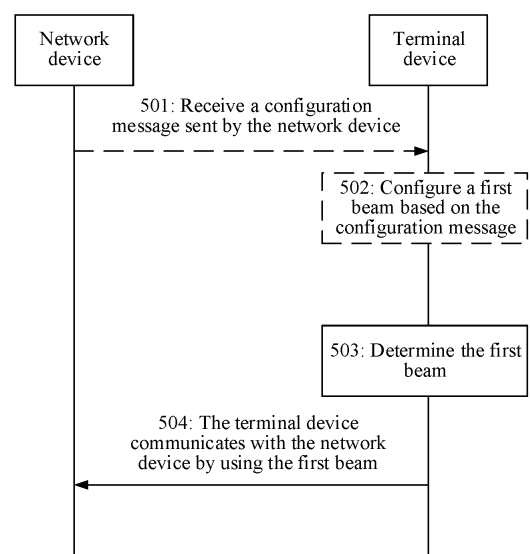 Network
device
Terminal
device
501: Receive a configuration
message sent by the network device
502: Configure a first
beam based on the
configuration message
503: Determine the first
beam
504: The terminal device
communicates with the network
device by using the first beam